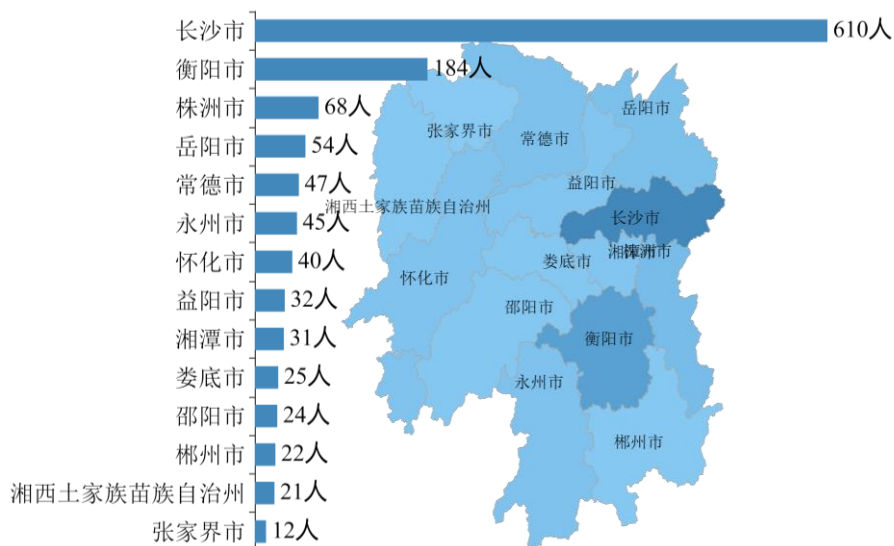 长沙市 610人
衡阳市 184人
株洲市 68人
岳阳市 54人
常德市 47人
永州市 45人
怀化市 40人
益阳市 32人
湘潭市 31人
娄底市 25人
邵阳市 24人
郴州市 22人
湘西土家族苗族自治州 21人
张家界市 12人
岳阳市
张家界市
常德市
益阳市
湘西土家族苗族自治州
长沙市
湘潭市
株洲市
娄底市
怀化市
邵阳市
衡阳市
永州市
郴州市